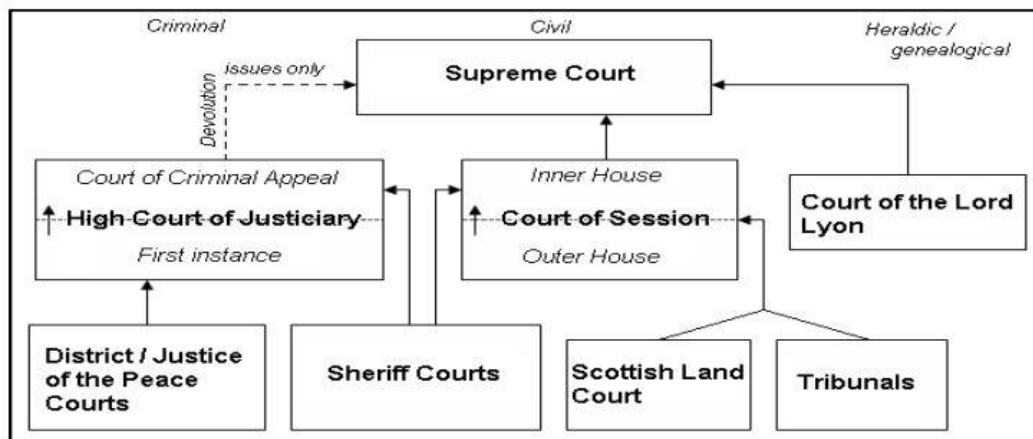 Criminal
Civil
Heraldic /
genealogical
Devolution
issues only
Supreme Court
Court of Criminal Appeal
High Court of Justiciary
First instance
Inner House
Court of Session
Outer House
Court of the Lord
Lyon
District / Justice
of the Peace
Courts
Sheriff Courts
Scottish Land
Court
Tribunals